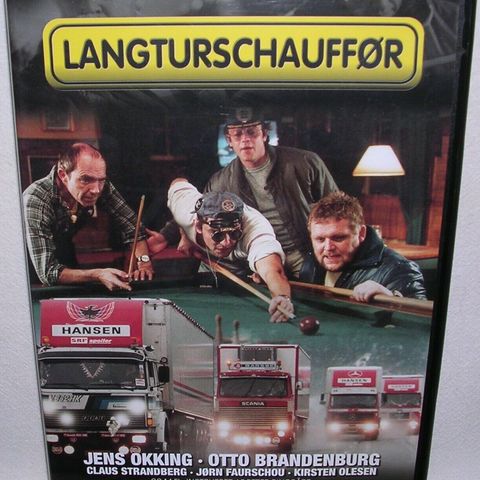 LANGTURSCHAUFFØR
HANSEN
SRF spoiler
SCANIA
HANSEN
JENS OKKING · OTTO BRANDENBURG
CLAUS STRANDBERG · JØRN FAURSCHOU · KIRSTEN OLESEN